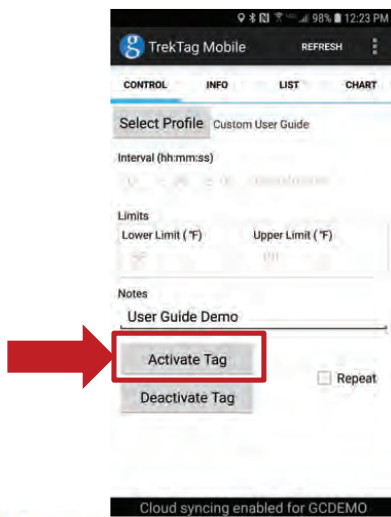 98% 12:23 PM
TrekTag Mobile REFRESH
CONTROL INFO LIST CHART
Select Profile Custom User Guide
Interval (hh:mm:ss)
Limits
Lower Limit (°F) Upper Limit (°F)
Notes
User Guide Demo
Activate Tag
Repeat
Deactivate Tag
Cloud syncing enabled for GCDEMO